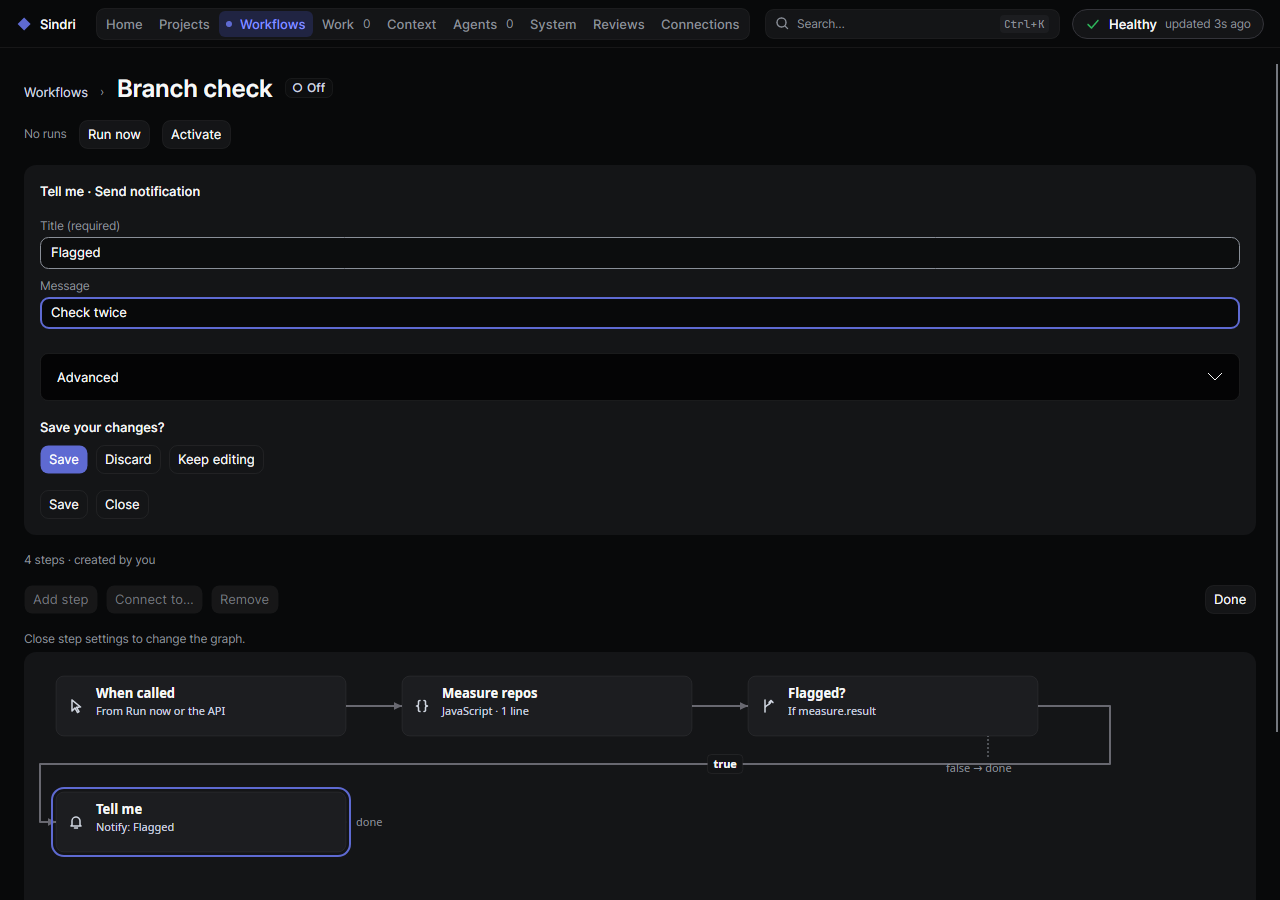 Sindri Home Projects Workflows Work 0 Context Agents 0 System Reviews Connections Search... Ctrl+K Healthy updated 3s ago
Workflows › Branch check Off
No runs Run now Activate
Tell me · Send notification
Title (required)
Flagged
Message
Check twice
Advanced
Save your changes?
Save Discard Keep editing
Save Close
4 steps · created by you
Add step Connect to... Remove Done
Close step settings to change the graph.
When called
From Run now or the API
{} Measure repos
JavaScript · 1 line
Flagged?
If measure.result
true
false → done
Tell me
Notify: Flagged
done